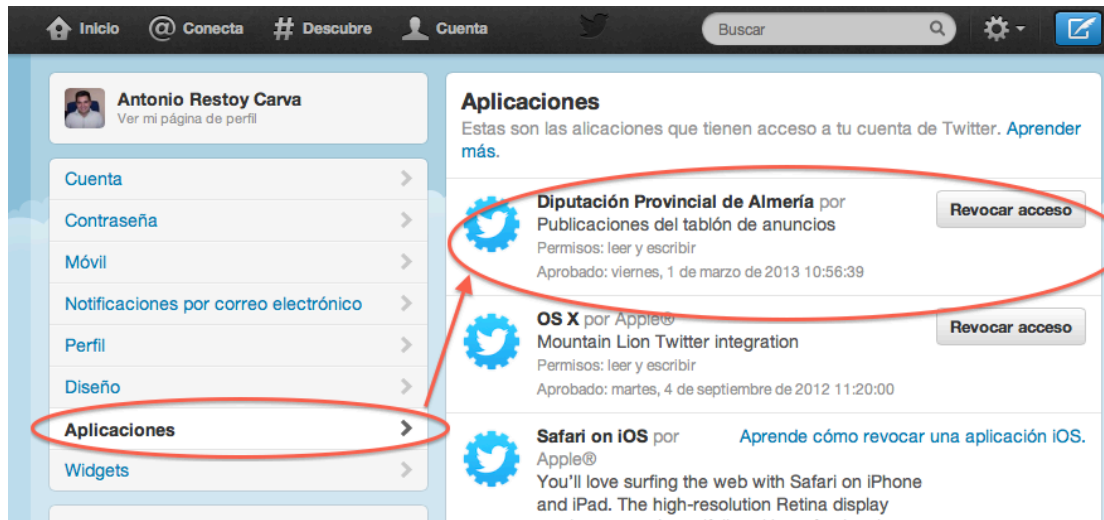 Inicio Conecta Descubre Cuenta Buscar
Antonio Restoy Carva
Ver mi página de perfil
Cuenta
Contraseña
Móvil
Notificaciones por correo electrónico
Perfil
Diseño
Aplicaciones
Widgets
Aplicaciones
Estas son las alicaciones que tienen acceso a tu cuenta de Twitter. Aprender
más.
Diputación Provincial de Almería por
Publicaciones del tablón de anuncios
Permisos: leer y escribir
Aprobado: viernes, 1 de marzo de 2013 10:56:39
Revocar acceso
OS X por Apple®
Mountain Lion Twitter integration
Permisos: leer y escribir
Aprobado: martes, 4 de septiembre de 2012 11:20:00
Revocar acceso
Safari on iOS por
Apple®
Aprende cómo revocar una aplicación iOS.
You'll love surfing the web with Safari on iPhone
and iPad. The high-resolution Retina display